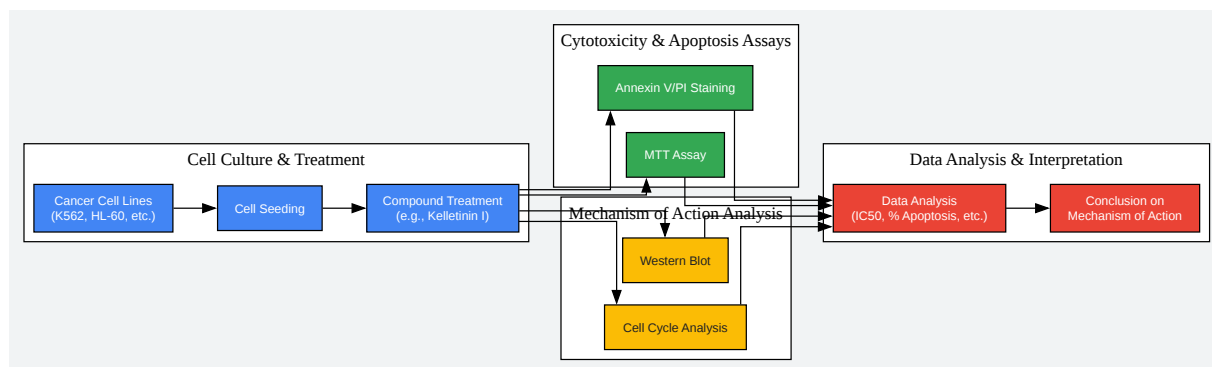 Cytotoxicity & Apoptosis Assays
Annexin V/PI Staining
MTT Assay
Cell Culture & Treatment
Cancer Cell Lines
(K562, HL-60, etc.)
Cell Seeding
Compound Treatment
(e.g., Kelletinin I)
Mechanism of Action Analysis
Western Blot
Cell Cycle Analysis
Data Analysis & Interpretation
Data Analysis
(IC50, % Apoptosis, etc.)
Conclusion on
Mechanism of Action